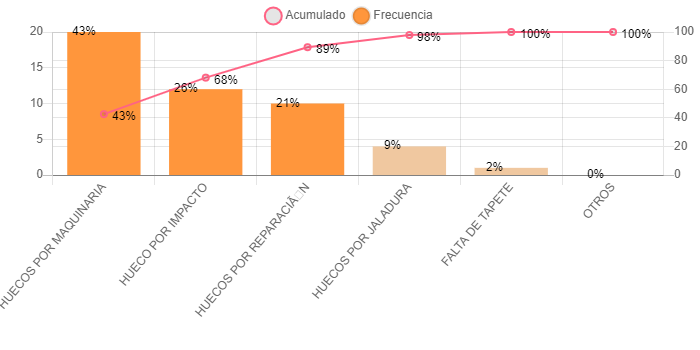 Acumulado Frecuencia
20 43% 98% 100% 100% 100
89%
15 80
26% 68%
10 21% 60
43% 40
5 9%
2% 20
0 0% 0
HUECOS POR MAQUINARIA
HUECO POR IMPACTO
HUECOS POR REPARACIÃ□N
HUECOS POR JALADURA
FALTA DE TAPETE
OTROS